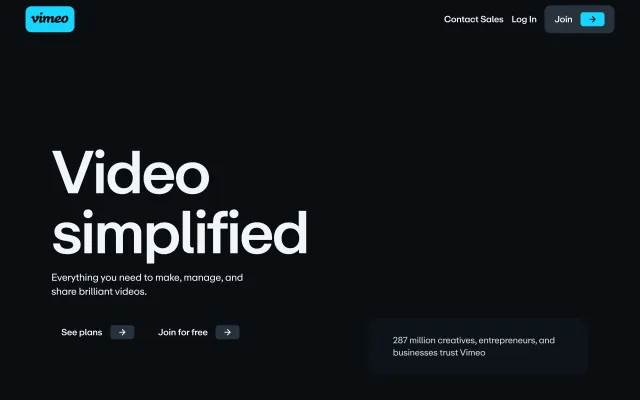 vimeo
Contact Sales
Log In
Join
Video
simplified
Everything you need to make, manage, and
share brilliant videos.
See plans
Join for free
287 million creatives, entrepreneurs, and
businesses trust Vimeo